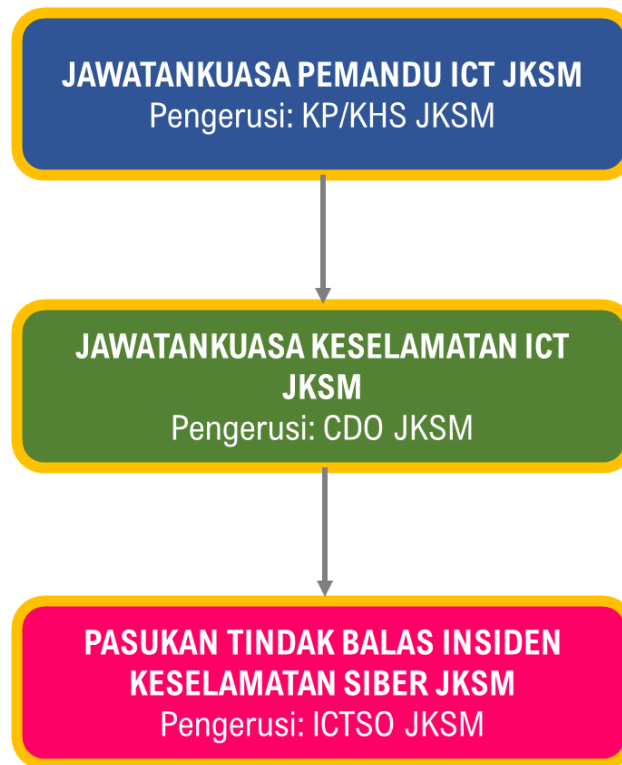 JAWATANKUASA PEMANDU ICT JKSM
Pengerusi: KP/KHS JKSM
JAWATANKUASA KESELAMATAN ICT
JKSM
Pengerusi: CDO JKSM
PASUKAN TINDAK BALAS INSIDEN
KESELAMATAN SIBER JKSM
Pengerusi: ICTSO JKSM